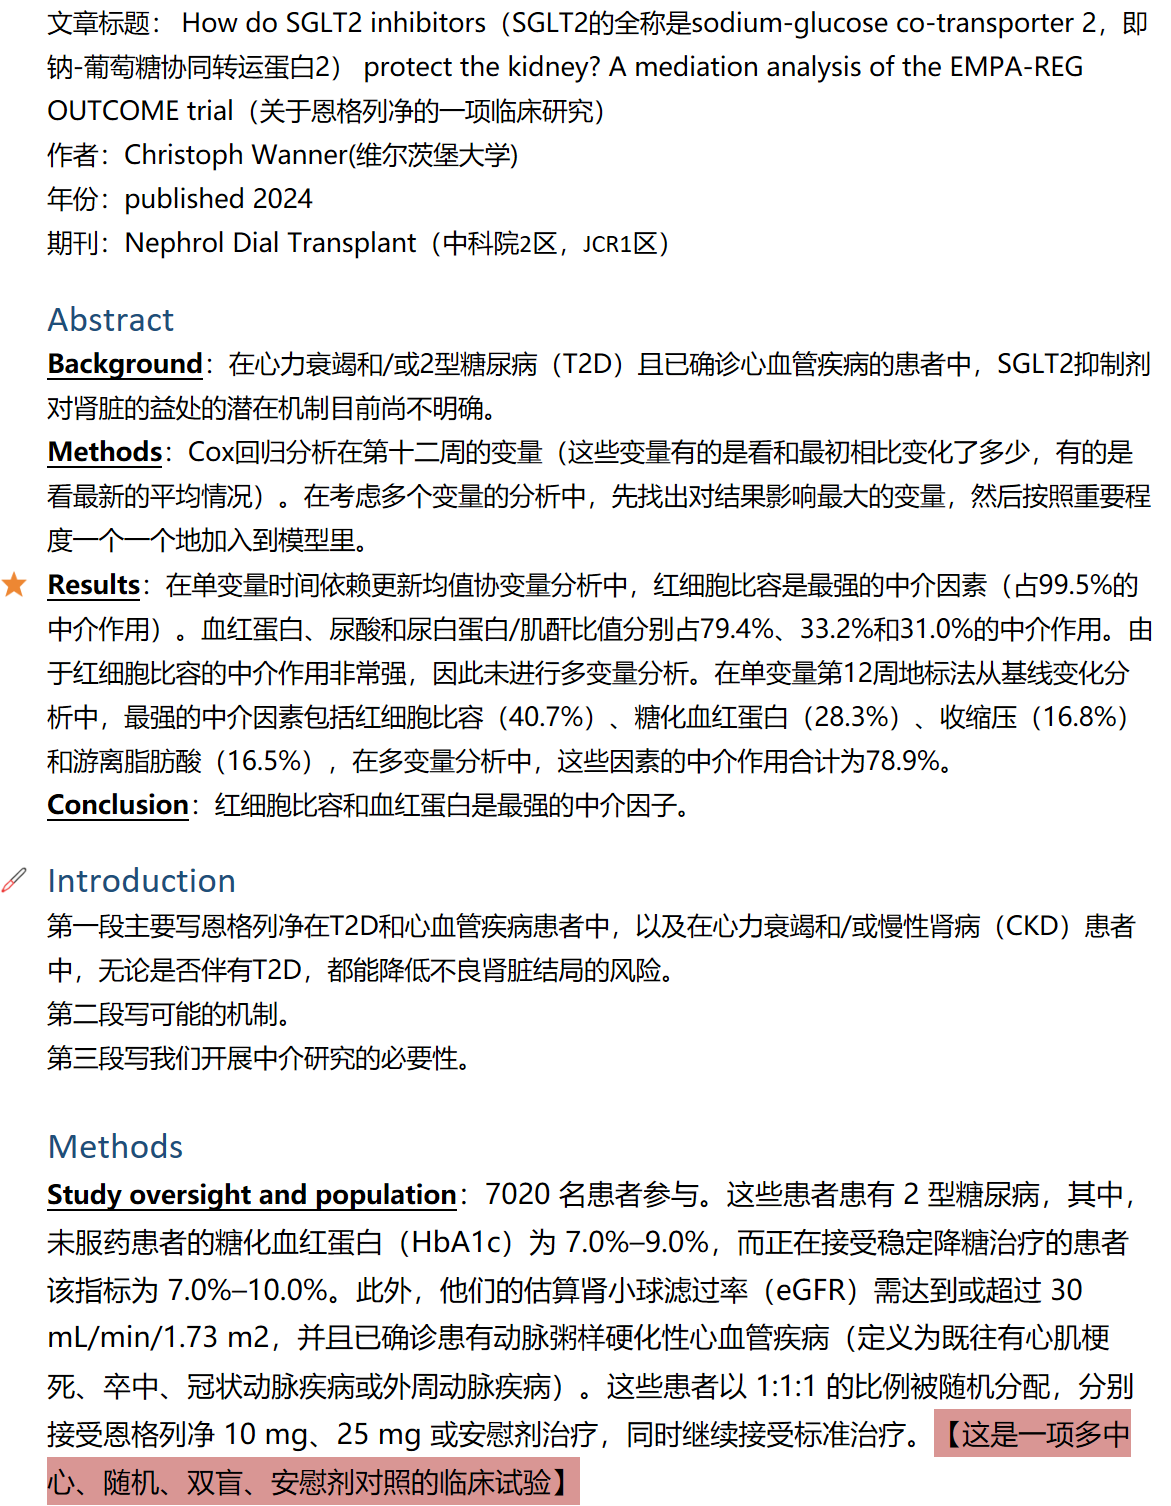 文章标题： How do SGLT2 inhibitors（SGLT2的全称是sodium-glucose co-transporter 2，即
钠-葡萄糖协同转运蛋白2） protect the kidney? A mediation analysis of the EMPA-REG
OUTCOME trial（关于恩格列净的一项临床研究）
作者：Christoph Wanner(维尔茨堡大学)
年份：published 2024
期刊：Nephrol Dial Transplant（中科院2区，JCR1区）
Abstract
Background：在心力衰竭和/或2型糖尿病（T2D）且已确诊心血管疾病的患者中，SGLT2抑制剂
对肾脏的益处的潜在机制目前尚不明确。
Methods：Cox回归分析在第十二周的变量（这些变量有的是看和最初相比变化了多少，有的是
看最新的平均情况）。在考虑多个变量的分析中，先找出对结果影响最大的变量，然后按照重要程
度一个一个地加入到模型里。
Results：在单变量时间依赖更新均值协变量分析中，红细胞比容是最强的中介因素（占99.5%的
中介作用）。血红蛋白、尿酸和尿白蛋白/肌酐比值分别占79.4%、33.2%和31.0%的中介作用。由
于红细胞比容的中介作用非常强，因此未进行多变量分析。在单变量第12周地标法从基线变化分
析中，最强的中介因素包括红细胞比容（40.7%）、糖化血红蛋白（28.3%）、收缩压（16.8%）
和游离脂肪酸（16.5%），在多变量分析中，这些因素的中介作用合计为78.9%。
Conclusion：红细胞比容和血红蛋白是最强的中介因子。
Introduction
第一段主要写恩格列净在T2D和心血管疾病患者中，以及在心力衰竭和/或慢性肾病（CKD）患者
中，无论是否伴有T2D，都能降低不良肾脏结局的风险。
第二段写可能的机制。
第三段写我们开展中介研究的必要性。
Methods
Study oversight and population：7020 名患者参与。这些患者患有 2 型糖尿病，其中，
未服药患者的糖化血红蛋白（HbA1c）为 7.0%–9.0%，而正在接受稳定降糖治疗的患者
该指标为 7.0%–10.0%。此外，他们的估算肾小球滤过率（eGFR）需达到或超过 30
mL/min/1.73 m2，并且已确诊患有动脉粥样硬化性心血管疾病（定义为既往有心肌梗
死、卒中、冠状动脉疾病或外周动脉疾病）。这些患者以 1:1:1 的比例被随机分配，分别
接受恩格列净 10 mg、25 mg 或安慰剂治疗，同时继续接受标准治疗。【这是一项多中
心、随机、双盲、安慰剂对照的临床试验】